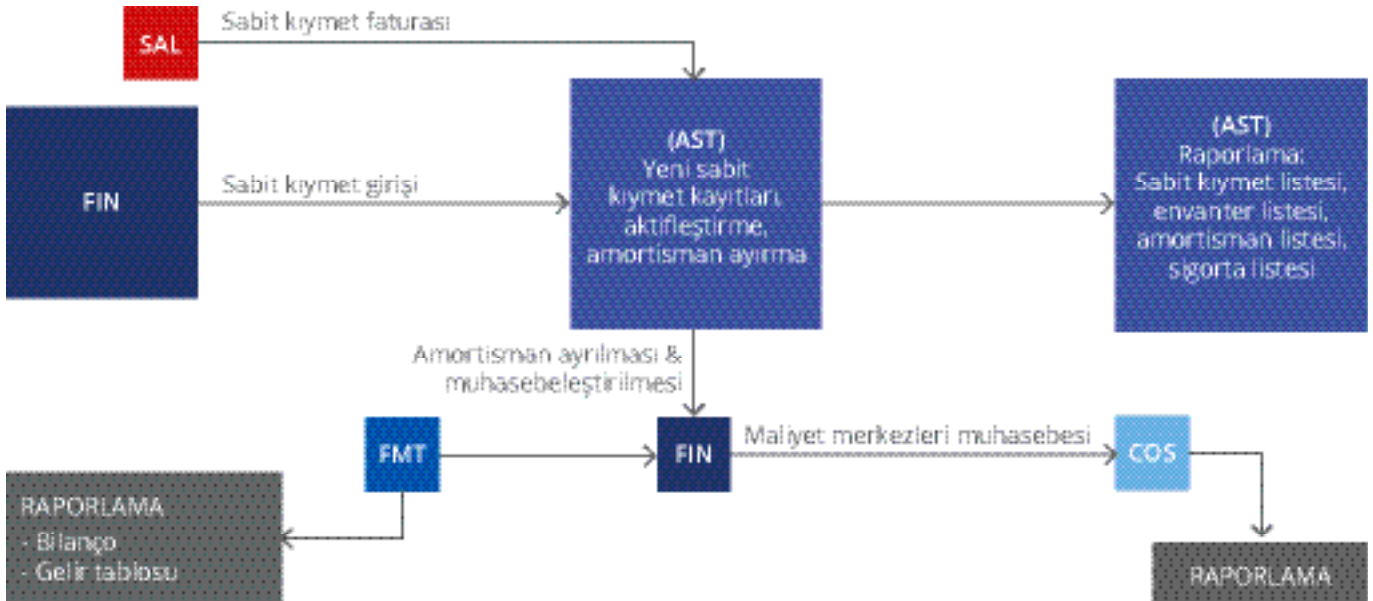 Sabit kıymet faturası
SAL
(AST)
Yeni sabit
kıymet kayıtları,
aktifleştirme,
amortisman ayırma
(AST)
Raporlama:
Sabit kıymet listesi,
envanter listesi,
amortisman listesi,
sigorta listesi
FIN
Sabit kıymet girişi
Amortisman ayrılması &
muhasebeleştirilmesi
FMT
FIN
Maliyet merkezleri muhasebesi
COS
RAPORLAMA
- Bilanço
- Gelir tablosu
RAPORLAMA